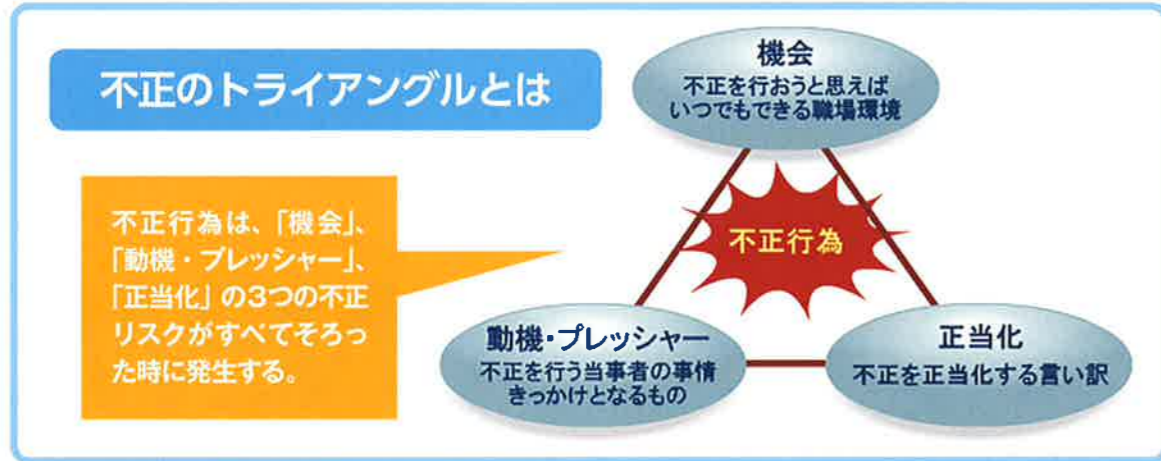 不正のトライアングルとは
機会
不正を行おうと思えば
いつでもできる職場環境
不正行為は、「機会」、
「動機・プレッシャー」、
「正当化」の3つの不正
リスクがすべてそろっ
た時に発生する。
不正行為
動機・プレッシャー
不正を行う当事者の事情
きっかけとなるもの
正当化
不正を正当化する言い訳